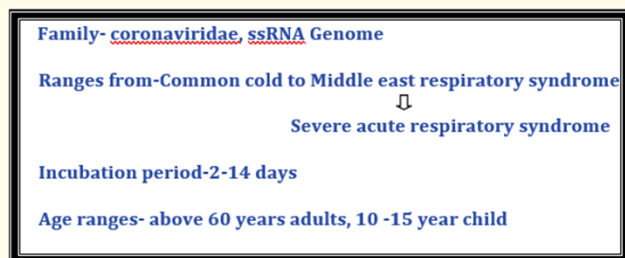 Family- coronaviridae, ssRNA Genome
Ranges from-Common cold to Middle east respiratory syndrome
Severe acute respiratory syndrome
Incubation period-2-14 days
Age ranges- above 60 years adults, 10 -15 year child